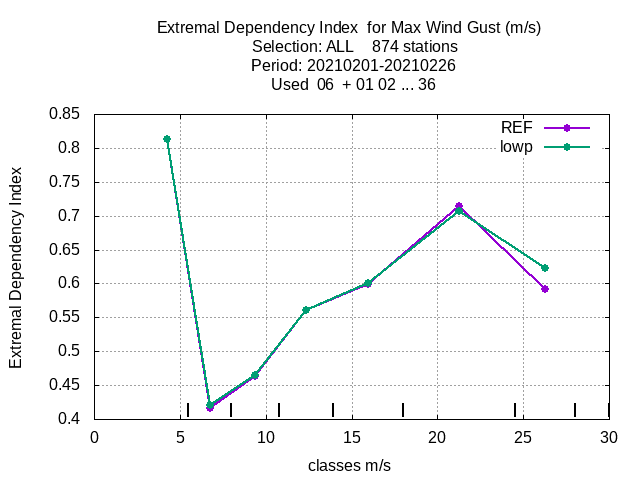 Extremal Dependency Index  for Max Wind Gust (m/s)
Selection: ALL    874 stations
Period: 20210201-20210226
Used  06  + 01 02 ... 36
REF
lowp
0.85
0.8
0.75
0.7
0.65
0.6
0.55
0.5
0.45
0.4
Extremal Dependency Index
0 5 10 15 20 25 30
classes m/s